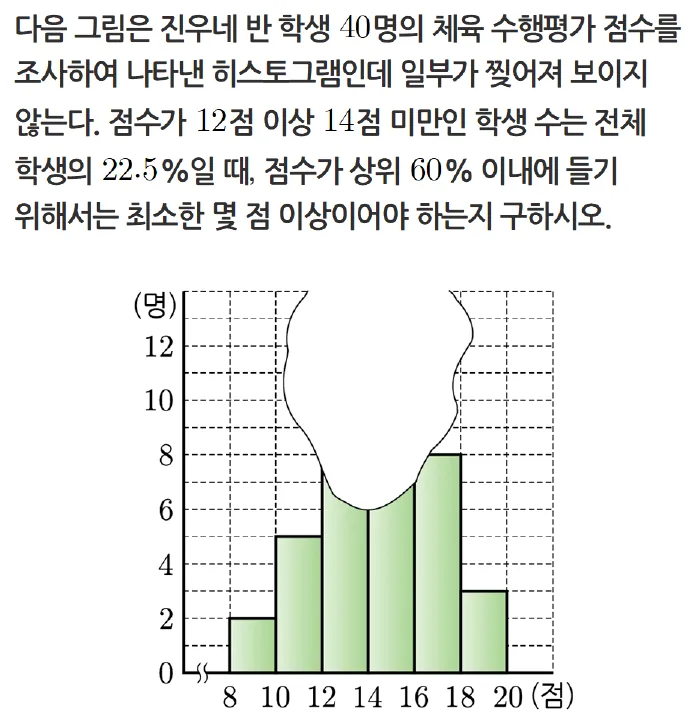 다음 그림은 진우네 반 학생 40명의 체육 수행평가 점수를
조사하여 나타낸 히스토그램인데 일부가 찢어져 보이지
않는다. 점수가 12점 이상 14점 미만인 학생 수는 전체
학생의 22.5%일 때, 점수가 상위 60% 이내에 들기
위해서는 최소한 몇 점 이상이어야 하는지 구하시오.
(명)
12
10
8
6
4
2
0
8 10 12 14 16 18 20 (점)